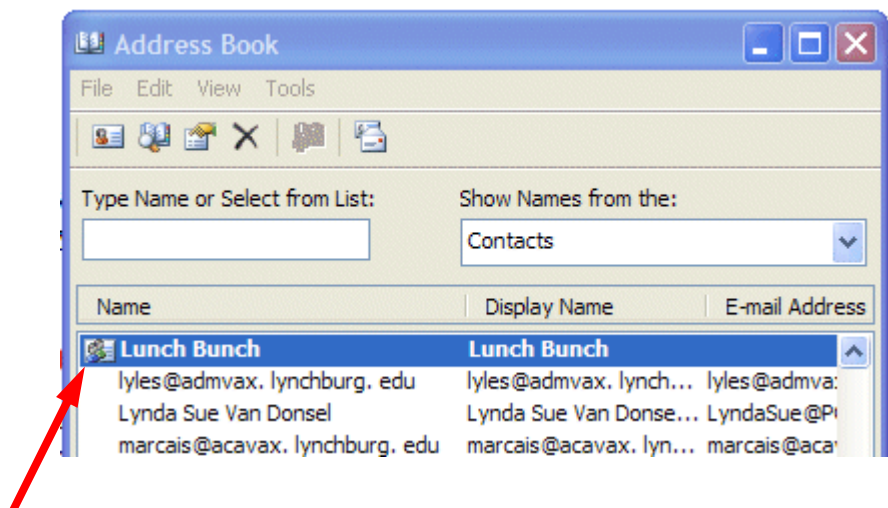 Address Book
File Edit View Tools
Type Name or Select from List: Show Names from the:
Contacts
Name Display Name E-mail Address
Lunch Bunch Lunch Bunch
lyles@admvax. lynchburg. edu lyles@admvax. lynch... lyles@admva
Lynda Sue Van Donsel Lynda Sue Van Donse... LyndaSue@P
marcais@acavax. lynchburg. edu marcais@acavax. lyn... marcais@aca